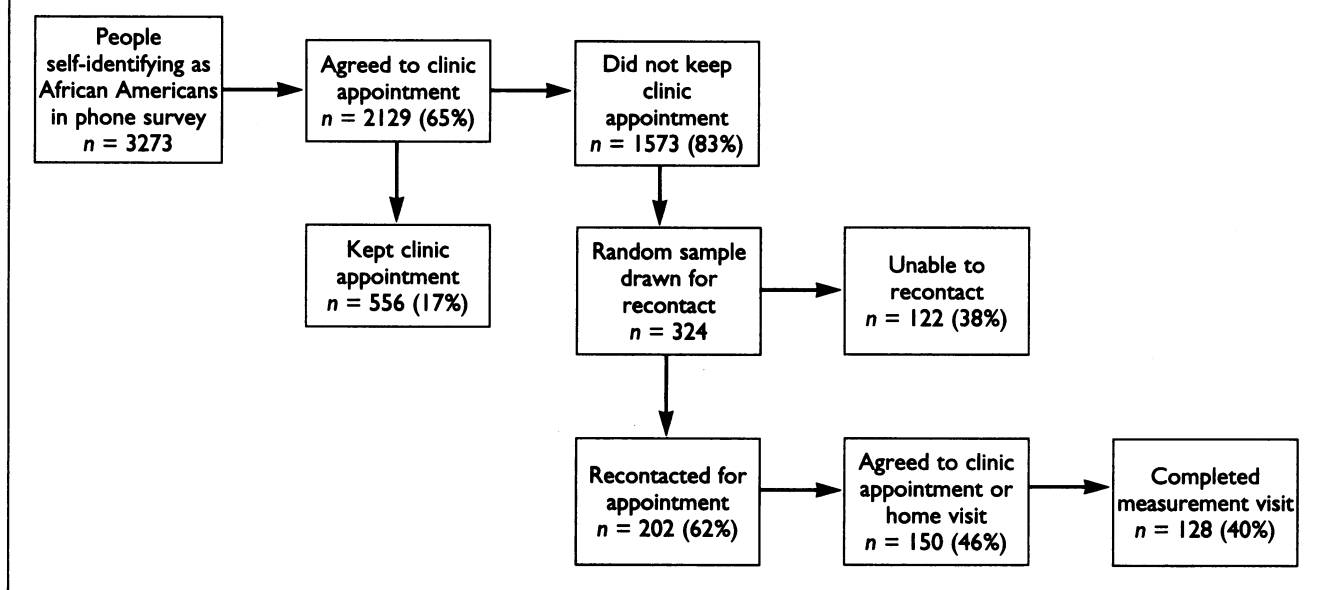 People
self-identifying as
African Americans
in phone survey
n = 3273
Agreed to clinic
appointment
n = 2129 (65%)
Did not keep
clinic
appointment
n = 1573 (83%)
Kept clinic
appointment
n = 556 (17%)
Random sample
drawn for
recontact
n = 324
Unable to
recontact
n = 122 (38%)
Recontacted for
appointment
n = 202 (62%)
Agreed to clinic
appointment or
home visit
n = 150 (46%)
Completed
measurement visit
n = 128 (40%)